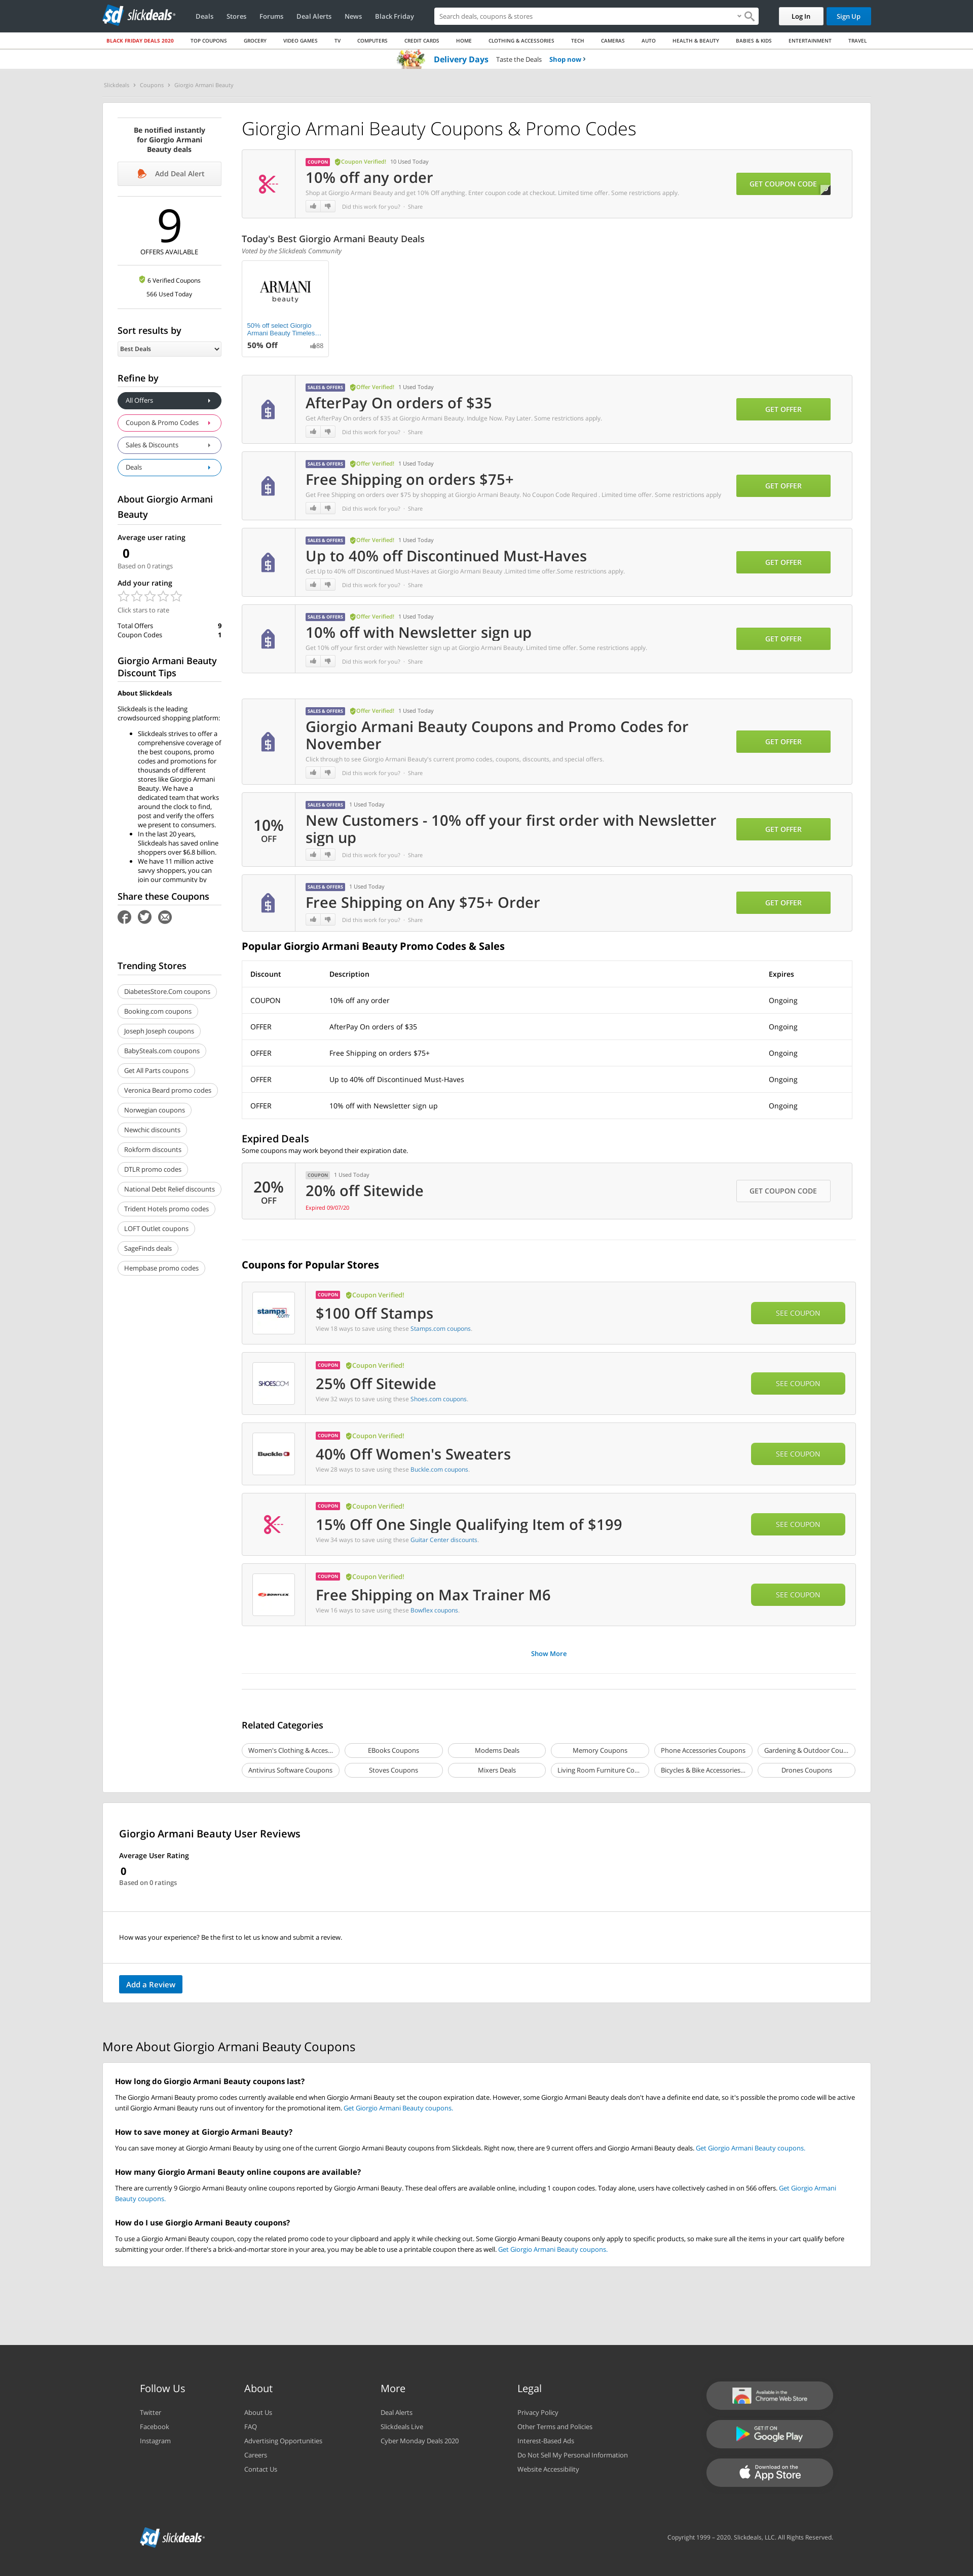 sd slickdeals
Deals
Stores
Forums
Deal Alerts
News
Black Friday
Search deals, coupons & stores
Log In
Sign Up
BLACK FRIDAY DEALS 2020
TOP COUPONS
GROCERY
VIDEO GAMES
TV
COMPUTERS
CREDIT CARDS
HOME
CLOTHING & ACCESSORIES
TECH
CAMERAS
AUTO
HEALTH & BEAUTY
BABIES & KIDS
ENTERTAINMENT
TRAVEL
Delivery Days Taste the Deals Shop now ›
Slickdeals › Coupons › Giorgio Armani Beauty
Be notified instantly
for Giorgio Armani
Beauty deals
Add Deal Alert
9
OFFERS AVAILABLE
6 Verified Coupons
566 Used Today
Sort results by
Best Deals
Refine by
All Offers
Coupon & Promo Codes
Sales & Discounts
Deals
About Giorgio Armani
Beauty
Average user rating
0
Based on 0 ratings
Add your rating
Click stars to rate
Total Offers 9
Coupon Codes 1
Giorgio Armani Beauty
Discount Tips
About Slickdeals
Slickdeals is the leading
crowdsourced shopping platform:
• Slickdeals strives to offer a
comprehensive coverage of
the best coupons, promo
codes and promotions for
thousands of different
stores like Giorgio Armani
Beauty. We have a
dedicated team that works
around the clock to find,
post and verify the offers
we present to consumers.
• In the last 20 years,
Slickdeals has saved online
shoppers over $6.8 billion.
• We have 11 million active
savvy shoppers, you can
join our community by
Share these Coupons
Trending Stores
DiabetesStore.Com coupons
Booking.com coupons
Joseph Joseph coupons
BabySteals.com coupons
Get All Parts coupons
Veronica Beard promo codes
Norwegian coupons
Newchic discounts
Rokform discounts
DTLR promo codes
National Debt Relief discounts
Trident Hotels promo codes
LOFT Outlet coupons
SageFinds deals
Hempbase promo codes
Giorgio Armani Beauty Coupons & Promo Codes
COUPON Coupon Verified! 10 Used Today
10% off any order
Shop at Giorgio Armani Beauty and get 10% Off anything. Enter coupon code at checkout. Limited time offer. Some restrictions apply.
Did this work for you? · Share
GET COUPON CODE
Today's Best Giorgio Armani Beauty Deals
Voted by the Slickdeals Community
ARMANI
beauty
50% off select Giorgio
Armani Beauty Timeles...
50% Off 88
SALES & OFFERS Offer Verified! 1 Used Today
AfterPay On orders of $35
Get AfterPay On orders of $35 at Giorgio Armani Beauty. Indulge Now. Pay Later. Some restrictions apply.
Did this work for you? · Share
GET OFFER
SALES & OFFERS Offer Verified! 1 Used Today
Free Shipping on orders $75+
Get Free Shipping on orders over $75 by shopping at Giorgio Armani Beauty, No Coupon Code Required . Limited time offer. Some restrictions apply
Did this work for you? · Share
GET OFFER
SALES & OFFERS Offer Verified! 1 Used Today
Up to 40% off Discontinued Must-Haves
Get Up to 40% off Discontinued Must-Haves at Giorgio Armani Beauty .Limited time offer.Some restrictions apply.
Did this work for you? · Share
GET OFFER
SALES & OFFERS Offer Verified! 1 Used Today
10% off with Newsletter sign up
Get 10% off your first order with Newsletter sign up at Giorgio Armani Beauty. Limited time offer. Some restrictions apply.
Did this work for you? · Share
GET OFFER
SALES & OFFERS Offer Verified! 1 Used Today
Giorgio Armani Beauty Coupons and Promo Codes for
November
Click through to see Giorgio Armani Beauty's current promo codes, coupons, discounts, and special offers.
Did this work for you? · Share
GET OFFER
10%
OFF
SALES & OFFERS 1 Used Today
New Customers - 10% off your first order with Newsletter
sign up
Did this work for you? · Share
GET OFFER
SALES & OFFERS 1 Used Today
Free Shipping on Any $75+ Order
Did this work for you? · Share
GET OFFER
Popular Giorgio Armani Beauty Promo Codes & Sales
Discount Description Expires
COUPON 10% off any order Ongoing
OFFER AfterPay On orders of $35 Ongoing
OFFER Free Shipping on orders $75+ Ongoing
OFFER Up to 40% off Discontinued Must-Haves Ongoing
OFFER 10% off with Newsletter sign up Ongoing
Expired Deals
Some coupons may work beyond their expiration date.
20%
OFF
COUPON 1 Used Today
20% off Sitewide
Expired 09/07/20
GET COUPON CODE
Coupons for Popular Stores
stamps.com
COUPON Coupon Verified!
$100 Off Stamps
View 18 ways to save using these Stamps.com coupons.
SEE COUPON
SHOES.COM
COUPON Coupon Verified!
25% Off Sitewide
View 32 ways to save using these Shoes.com coupons.
SEE COUPON
Buckle
COUPON Coupon Verified!
40% Off Women's Sweaters
View 28 ways to save using these Buckle.com coupons.
SEE COUPON
COUPON Coupon Verified!
15% Off One Single Qualifying Item of $199
View 34 ways to save using these Guitar Center discounts.
SEE COUPON
BOWFLEX
COUPON Coupon Verified!
Free Shipping on Max Trainer M6
View 16 ways to save using these Bowflex coupons.
SEE COUPON
Show More
Related Categories
Women's Clothing & Acces...
EBooks Coupons
Modems Deals
Memory Coupons
Phone Accessories Coupons
Gardening & Outdoor Cou...
Antivirus Software Coupons
Stoves Coupons
Mixers Deals
Living Room Furniture Co...
Bicycles & Bike Accessories...
Drones Coupons
Giorgio Armani Beauty User Reviews
Average User Rating
0
Based on 0 ratings
How was your experience? Be the first to let us know and submit a review.
Add a Review
More About Giorgio Armani Beauty Coupons
How long do Giorgio Armani Beauty coupons last?
The Giorgio Armani Beauty promo codes currently available end when Giorgio Armani Beauty set the coupon expiration date. However, some Giorgio Armani Beauty deals don't have a definite end date, so it's possible the promo code will be active
until Giorgio Armani Beauty runs out of inventory for the promotional item. Get Giorgio Armani Beauty coupons.
How to save money at Giorgio Armani Beauty?
You can save money at Giorgio Armani Beauty by using one of the current Giorgio Armani Beauty coupons from Slickdeals. Right now, there are 9 current offers and Giorgio Armani Beauty deals. Get Giorgio Armani Beauty coupons.
How many Giorgio Armani Beauty online coupons are available?
There are currently 9 Giorgio Armani Beauty online coupons reported by Giorgio Armani Beauty. These deal offers are available online, including 1 coupon codes. Today alone, users have collectively cashed in on 566 offers. Get Giorgio Armani
Beauty coupons.
How do I use Giorgio Armani Beauty coupons?
To use a Giorgio Armani Beauty coupon, copy the related promo code to your clipboard and apply it while checking out. Some Giorgio Armani Beauty coupons only apply to specific products, so make sure all the items in your cart qualify before
submitting your order. If there's a brick-and-mortar store in your area, you may be able to use a printable coupon there as well. Get Giorgio Armani Beauty coupons.
Follow Us
Twitter
Facebook
Instagram
About
About Us
FAQ
Advertising Opportunities
Careers
Contact Us
More
Deal Alerts
Slickdeals Live
Cyber Monday Deals 2020
Legal
Privacy Policy
Other Terms and Policies
Interest-Based Ads
Do Not Sell My Personal Information
Website Accessibility
Available in the
Chrome Web Store
GET IT ON
Google Play
Download on the
App Store
sd slickdeals
Copyright 1999 – 2020. Slickdeals, LLC. All Rights Reserved.